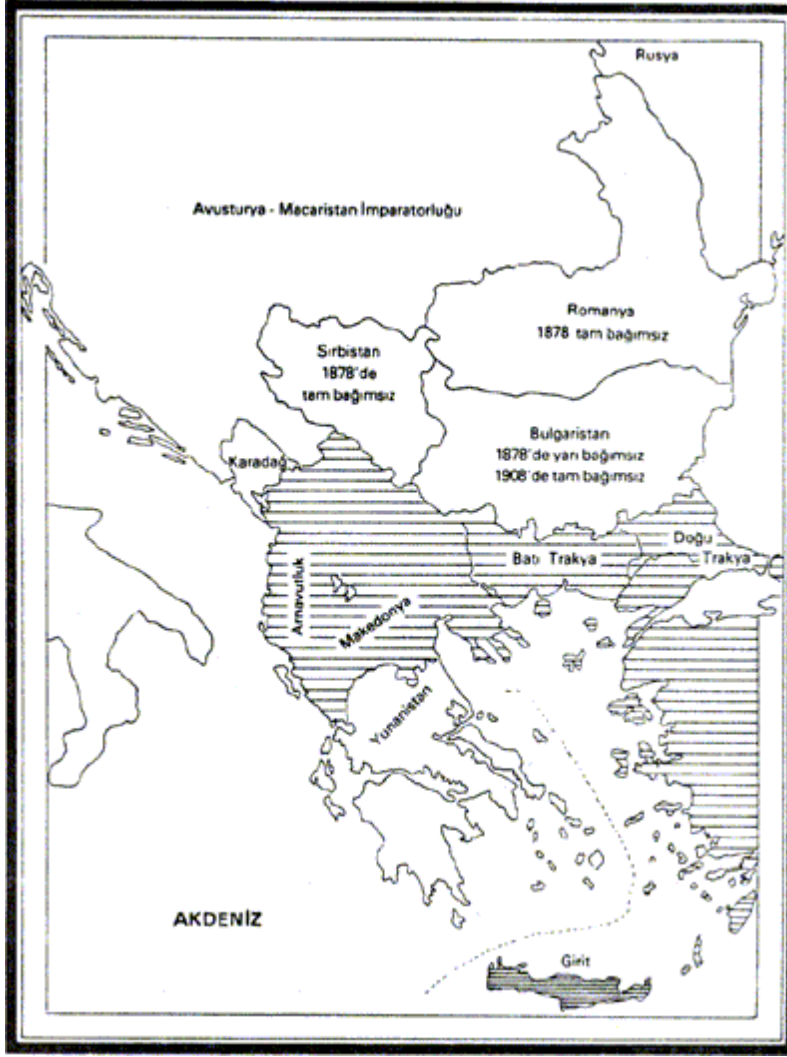 Rusya
Avusturya - Macaristan İmparatorluğu
Romanya
1878 tam bağımsız
Sırbistan
1878'de
tam bağımsız
Bulgaristan
1878'de yarı bağımsız
1908'de tam bağımsız
Karadağ
Doğu
Trakya
Batı Trakya
Arnavutluk
Makedonya
Yunanistan
AKDENİZ
Girit